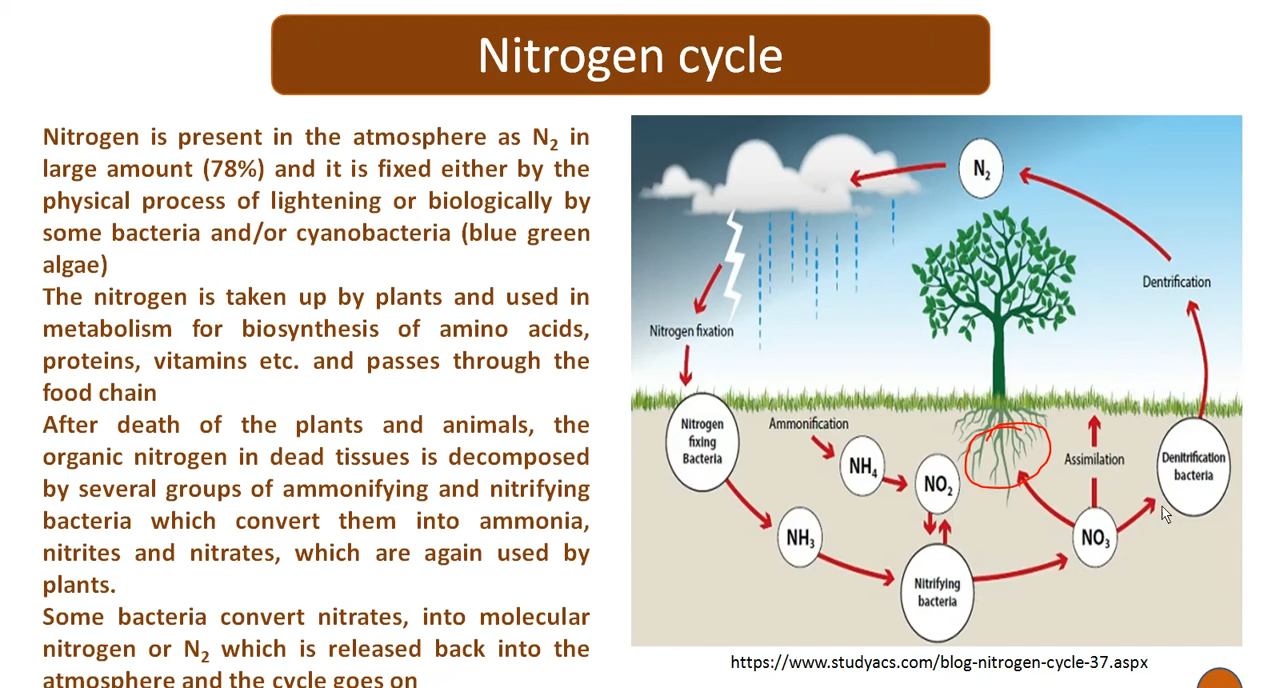 Nitrogen cycle
Nitrogen is present in the atmosphere as N₂ in
large amount (78%) and it is fixed either by the
physical process of lightening or biologically by
some bacteria and/or cyanobacteria (blue green
algae)
The nitrogen is taken up by plants and used in
metabolism for biosynthesis of amino acids,
proteins, vitamins etc. and passes through the
food chain
After death of the plants and animals, the
organic nitrogen in dead tissues is decomposed
by several groups of ammonifying and nitrifying
bacteria which convert them into ammonia,
nitrites and nitrates, which are again used by
plants.
Some bacteria convert nitrates, into molecular
nitrogen or N₂ which is released back into the
atmosphere and the cycle goes on
N₂
Dentrification
Nitrogen fixation
Nitrogen
fixing
Bacteria
Ammonification
NH₄
NO₂
Assimilation
Denitrification
bacteria
NH₃
NO₃
Nitrifying
bacteria
https://www.studyacs.com/blog-nitrogen-cycle-37.aspx